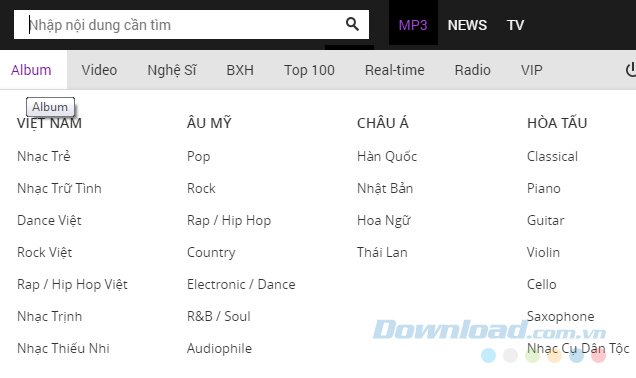 Nhập nội dung cần tìm
MP3 NEWS TV
Album Video Nghệ Sĩ BXH Top 100 Real-time Radio VIP
Album
VIỆT NAM
Nhạc Trẻ
Nhạc Trữ Tình
Dance Việt
Rock Việt
Rap / Hip Hop Việt
Nhạc Trịnh
Nhạc Thiếu Nhi
ÂU MỸ
Pop
Rock
Rap / Hip Hop
Country
Electronic / Dance
R&B / Soul
Audiophile
CHÂU Á
Hàn Quốc
Nhật Bản
Hoa Ngữ
Thái Lan
HÒA TẤU
Classical
Piano
Guitar
Violin
Cello
Saxophone
Nhạc Cụ Dân Tộc
Download.com.vn